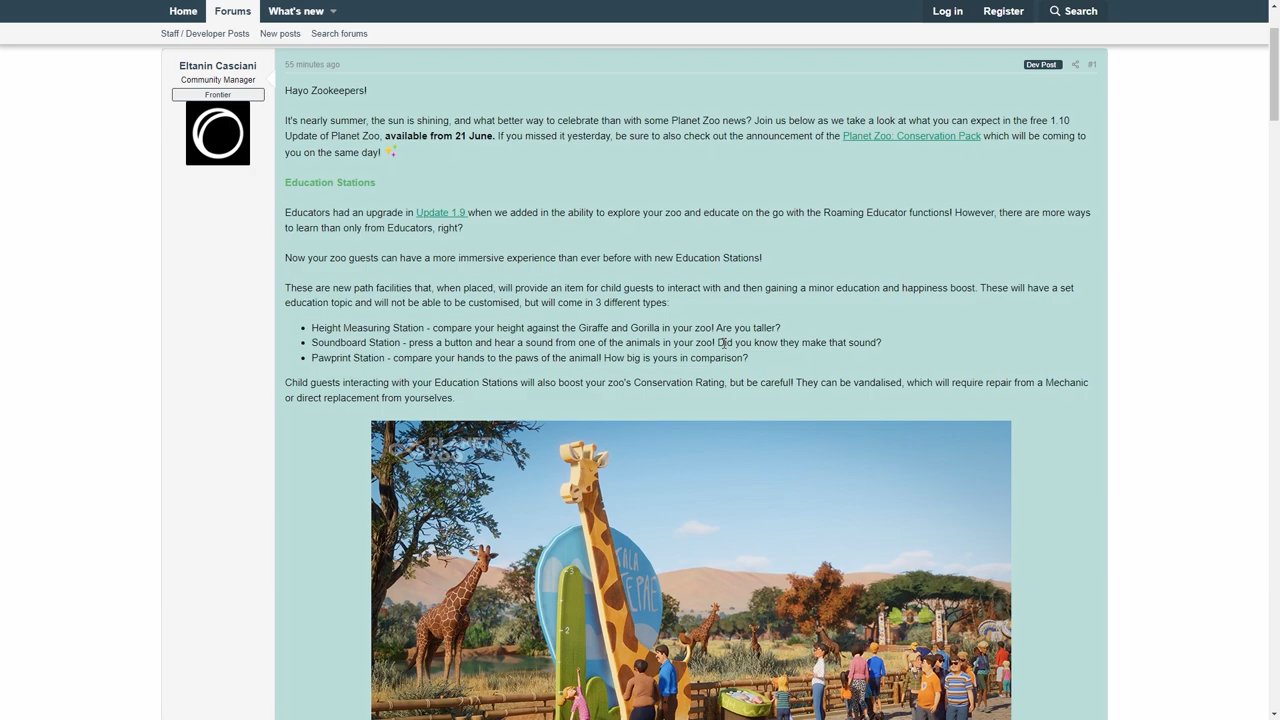 Home Forums What's new Log in Register Search
Staff / Developer Posts New posts Search forums
Eltanin Casciani
Community Manager
Frontier
55 minutes ago Dev Post #1
Hayo Zookeepers!
It's nearly summer, the sun is shining, and what better way to celebrate than with some Planet Zoo news? Join us below as we take a look at what you can expect in the free 1.10
Update of Planet Zoo, available from 21 June. If you missed it yesterday, be sure to also check out the announcement of the Planet Zoo: Conservation Pack which will be coming to
you on the same day!
Education Stations
Educators had an upgrade in Update 1.9 when we added in the ability to explore your zoo and educate on the go with the Roaming Educator functions! However, there are more ways
to learn than only from Educators, right?
Now your zoo guests can have a more immersive experience than ever before with new Education Stations!
These are new path facilities that, when placed, will provide an item for child guests to interact with and then gaining a minor education and happiness boost. These will have a set
education topic and will not be able to be customised, but will come in 3 different types:
Height Measuring Station - compare your height against the Giraffe and Gorilla in your zoo! Are you taller?
Soundboard Station - press a button and hear a sound from one of the animals in your zoo! Did you know they make that sound?
Pawprint Station - compare your hands to the paws of the animal! How big is yours in comparison?
Child guests interacting with your Education Stations will also boost your zoo's Conservation Rating, but be careful! They can be vandalised, which will require repair from a Mechanic
or direct replacement from yourselves.
PLANET
ZOO
3
2